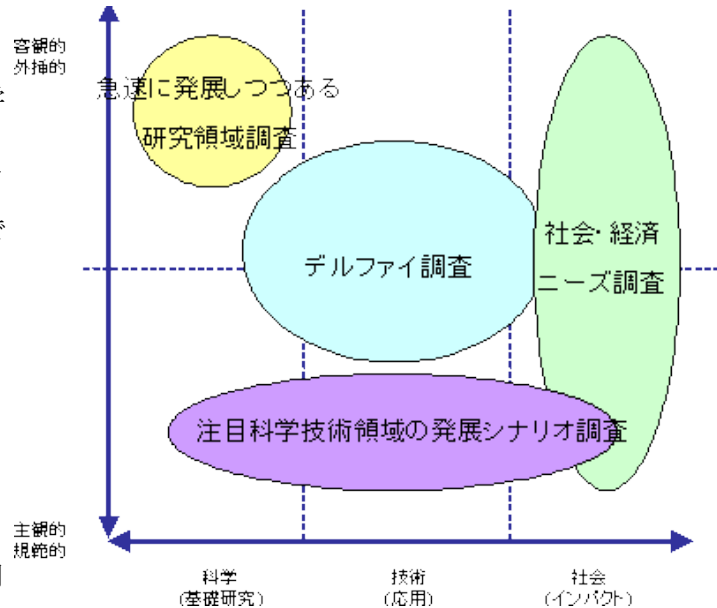 客観的
外挿的
急速に発展しつつある
研究領域調査
社会・経済
ニーズ調査
デルファイ調査
注目科学技術領域の発展シナリオ調査
主観的
規範的
科学
(基礎研究)
技術
(応用)
社会
(インパクト)